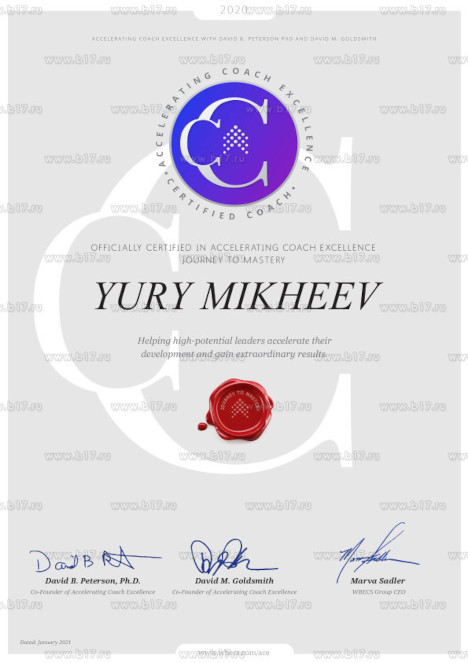 2020
ACCELERATING COACH EXCELLENCE WITH DAVID B. PETERSON PHD AND DAVID M. GOLDSMITH
ACCELERATING COACH EXCELLENCE
• CERTIFIED COACH •
OFFICIALLY CERTIFIED IN ACCELERATING COACH EXCELLENCE
JOURNEY TO MASTERY
YURY MIKHEEV
Helping high-potential leaders accelerate their
development and gain extraordinary results.
JOURNEY TO MASTERY
David B. Peterson, Ph.D.
David M. Goldsmith
Marva Sadler
Co-Founder of Accelerating Coach Excellence
Co-Founder of Accelerating Coach Excellence
WBECS Group CEO
Dated: January 2021
www.wbecs.com/ace
www.b17.ru